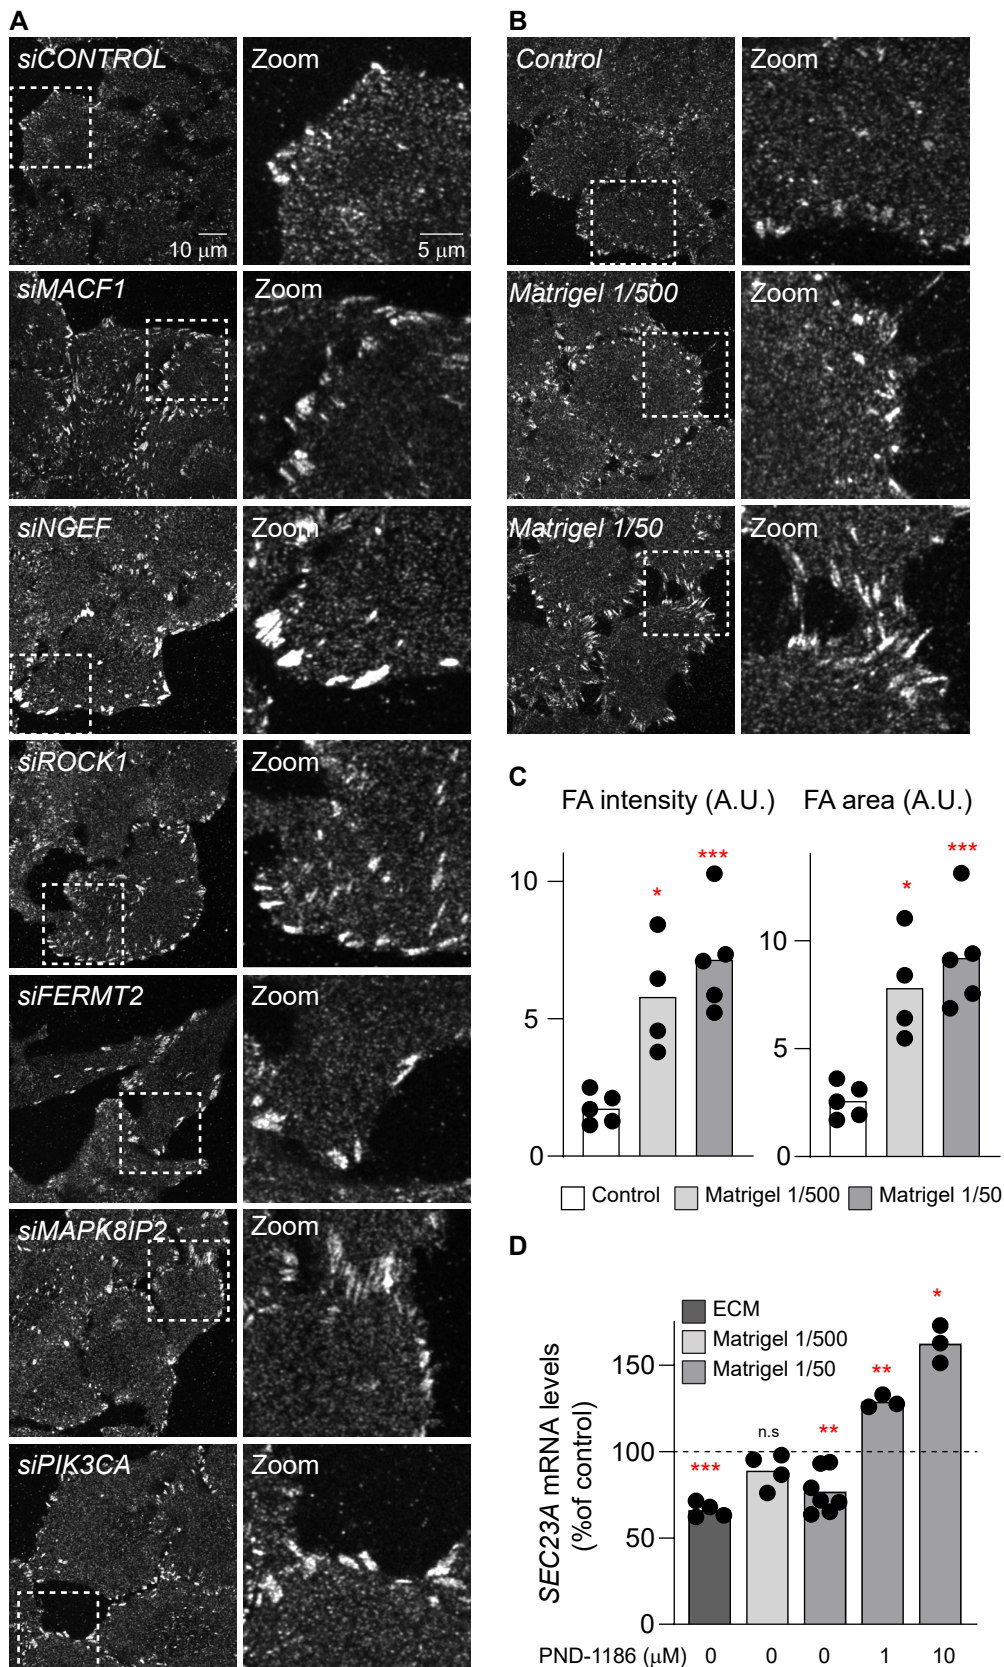 A
siCONTROL
Zoom
10 μm
5 μm
siMACF1
Zoom
siNGEF
Zoom
siROCK1
Zoom
siFERMT2
Zoom
siMAPK8IP2
Zoom
siPIK3CA
Zoom
B
Control
Zoom
Matrigel 1/500
Zoom
Matrigel 1/50
Zoom
C
FA intensity (A.U.)
FA area (A.U.)
10
5
0
*
***
10
5
0
*
***
Control
Matrigel 1/500
Matrigel 1/50
D
ECM
Matrigel 1/500
Matrigel 1/50
SEC23A mRNA levels
(%of control)
150
100
50
0
***
n.s
**
**
*
PND-1186 (μM) 0 0 0 1 10